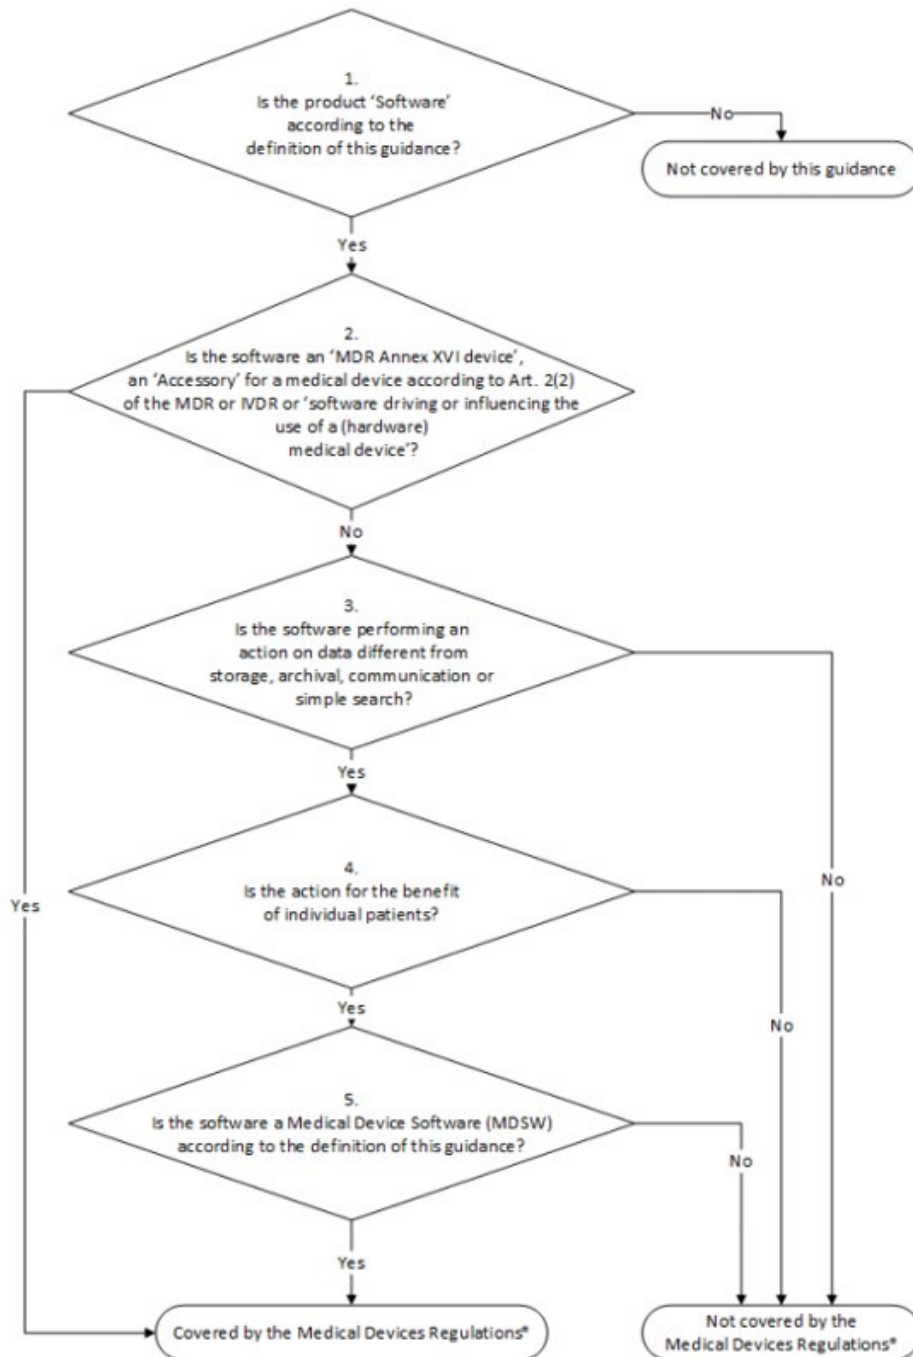 1.
Is the product ‘Software’
according to the
definition of this guidance?
No
Not covered by this guidance
Yes
2.
Is the software an ‘MDR Annex XVI device’,
an ‘Accessory’ for a medical device according to Art. 2(2)
of the MDR or IVDR or ‘software driving or influencing the
use of a (hardware)
medical device’?
No
3.
Is the software performing an
action on data different from
storage, archival, communication or
simple search?
Yes
4.
Is the action for the benefit
of individual patients?
No
Yes
Yes
No
5.
Is the software a Medical Device Software (MDSW)
according to the definition of this guidance?
No
Yes
Covered by the Medical Devices Regulations*
Not covered by the
Medical Devices Regulations*